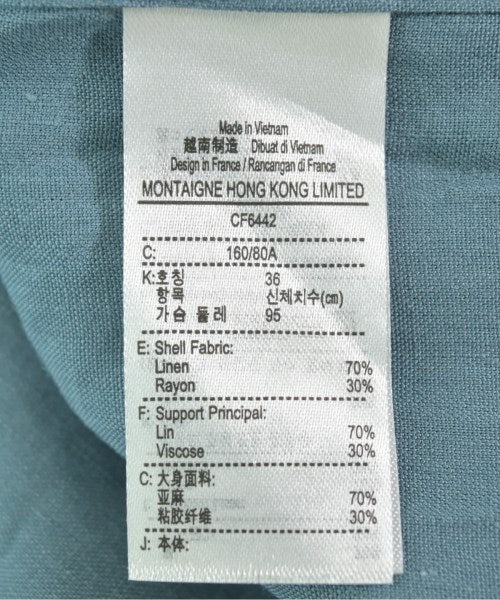 Made in Vietnam
越南制造 Dibuat di Vietnam
Design in France / Rancangan di France
MONTAIGNE HONG KONG LIMITED
CF6442
C: 160/80A
K:호칭 36
항목 신체치수(cm)
가슴 둘레 95
E: Shell Fabric:
Linen 70%
Rayon 30%
F: Support Principal:
Lin 70%
Viscose 30%
C: 大身面料:
亚麻 70%
粘胶纤维 30%
J: 本体: